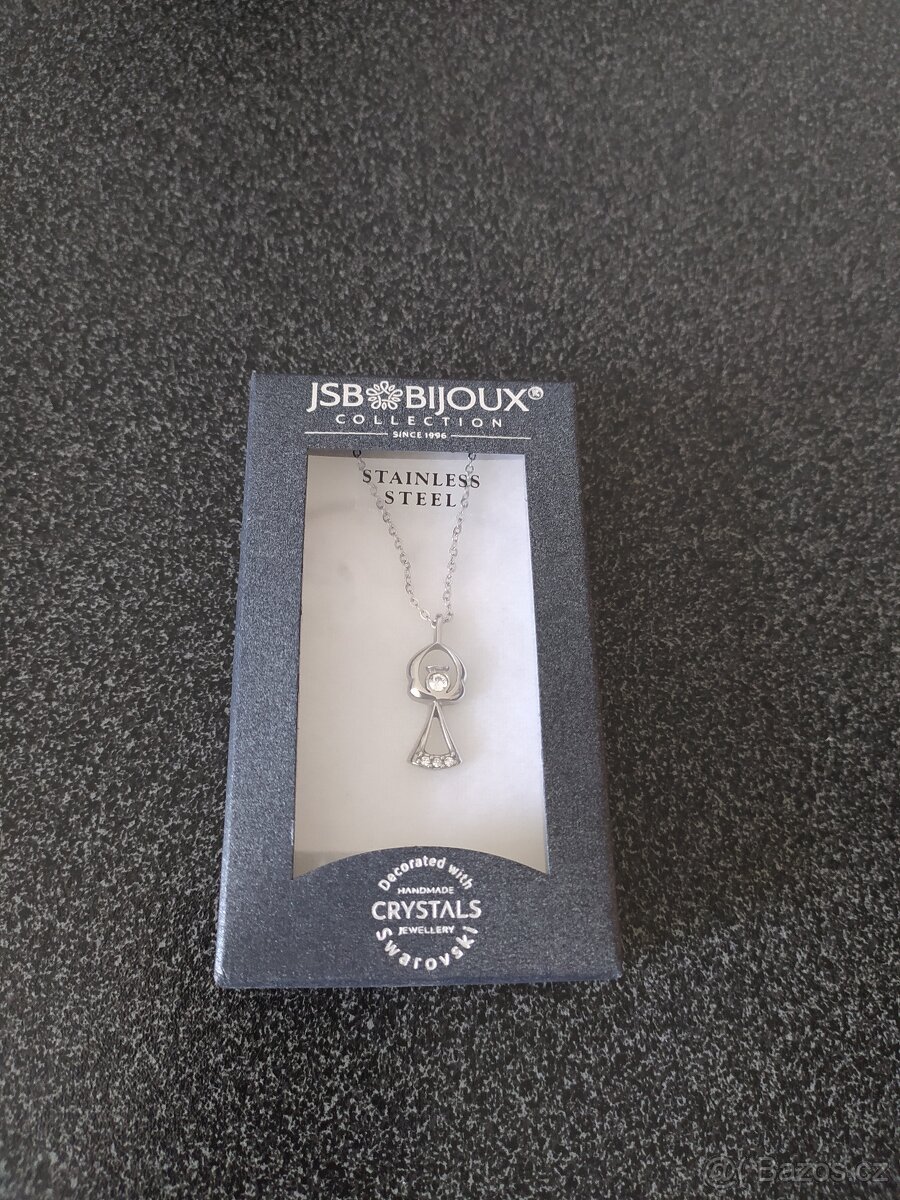 JSB BIJOUX®
COLLECTION
SINCE 1996
STAINLESS
STEEL
Decorated with
HANDMADE
CRYSTALS
JEWELLERY
Swarovski
@( Bazos.cz